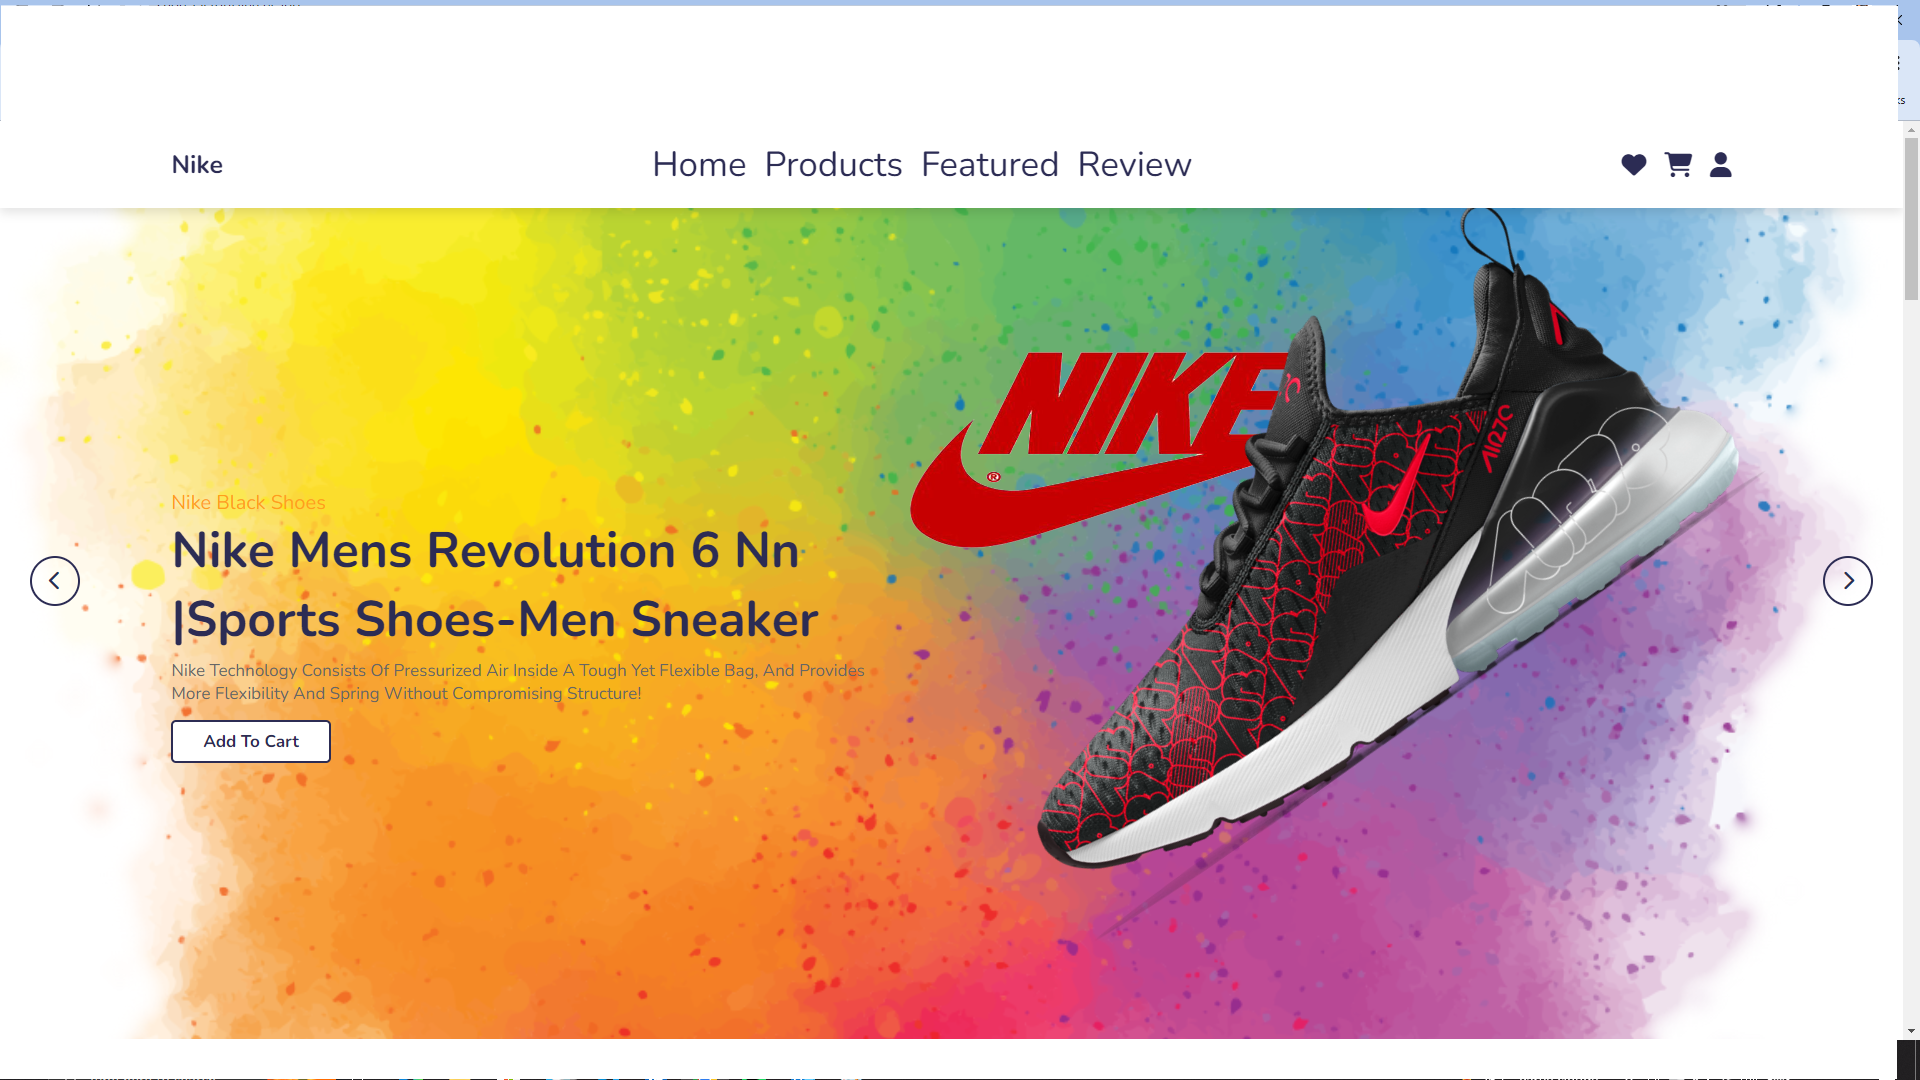 Nike
Home Products Featured Review
NIKE
®
AIR27C
Nike Black Shoes
Nike Mens Revolution 6 Nn
|Sports Shoes-Men Sneaker
Nike Technology Consists Of Pressurized Air Inside A Tough Yet Flexible Bag, And Provides
More Flexibility And Spring Without Compromising Structure!
Add To Cart